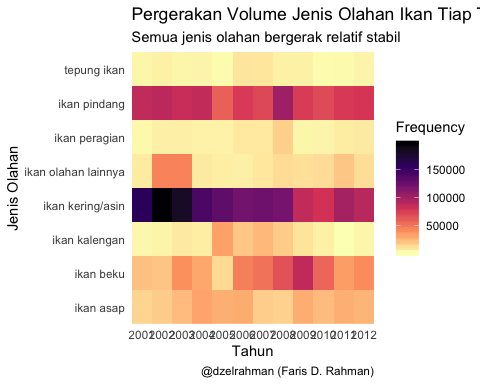 Pergerakan Volume Jenis Olahan Ikan Tiap
Semua jenis olahan bergerak relatif stabil
tepung ikan
ikan pindang
ikan peragian
ikan olahan lainnya
ikan kering/asin
ikan kalengan
ikan beku
ikan asap
Jenis Olahan
2001 2002 2003 2004 2005 2006 2007 2008 2009 2010 2011 2012
Tahun
@dzelrahman (Faris D. Rahman)
Frequency
150000
100000
50000